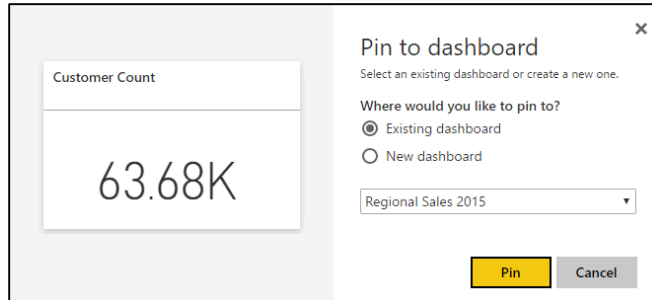 Customer Count
63.68K
Pin to dashboard
Select an existing dashboard or create a new one.
Where would you like to pin to?
Existing dashboard
New dashboard
Regional Sales 2015
Pin
Cancel